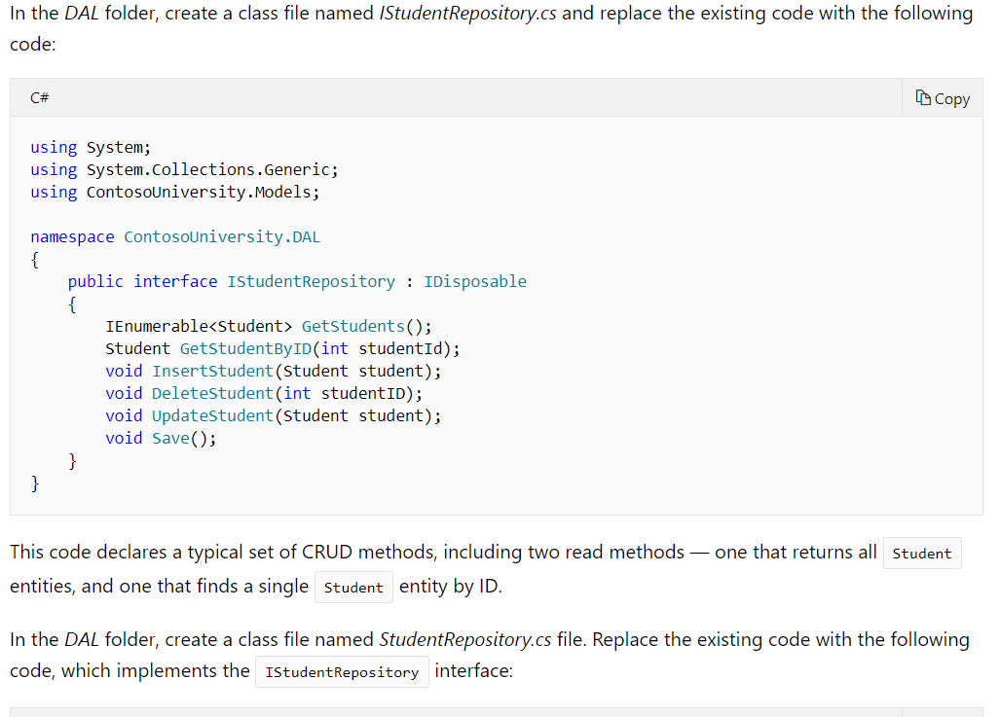 In the DAL folder, create a class file named IStudentRepository.cs and replace the existing code with the following
code:
C#
Copy
using System;
using System.Collections.Generic;
using ContosoUniversity.Models;
namespace ContosoUniversity.DAL
{
    public interface IStudentRepository : IDisposable
    {
        IEnumerable<Student> GetStudents();
        Student GetStudentByID(int studentId);
        void InsertStudent(Student student);
        void DeleteStudent(int studentID);
        void UpdateStudent(Student student);
        void Save();
    }
}
This code declares a typical set of CRUD methods, including two read methods — one that returns all Student
entities, and one that finds a single Student entity by ID.
In the DAL folder, create a class file named StudentRepository.cs file. Replace the existing code with the following
code, which implements the IStudentRepository interface: